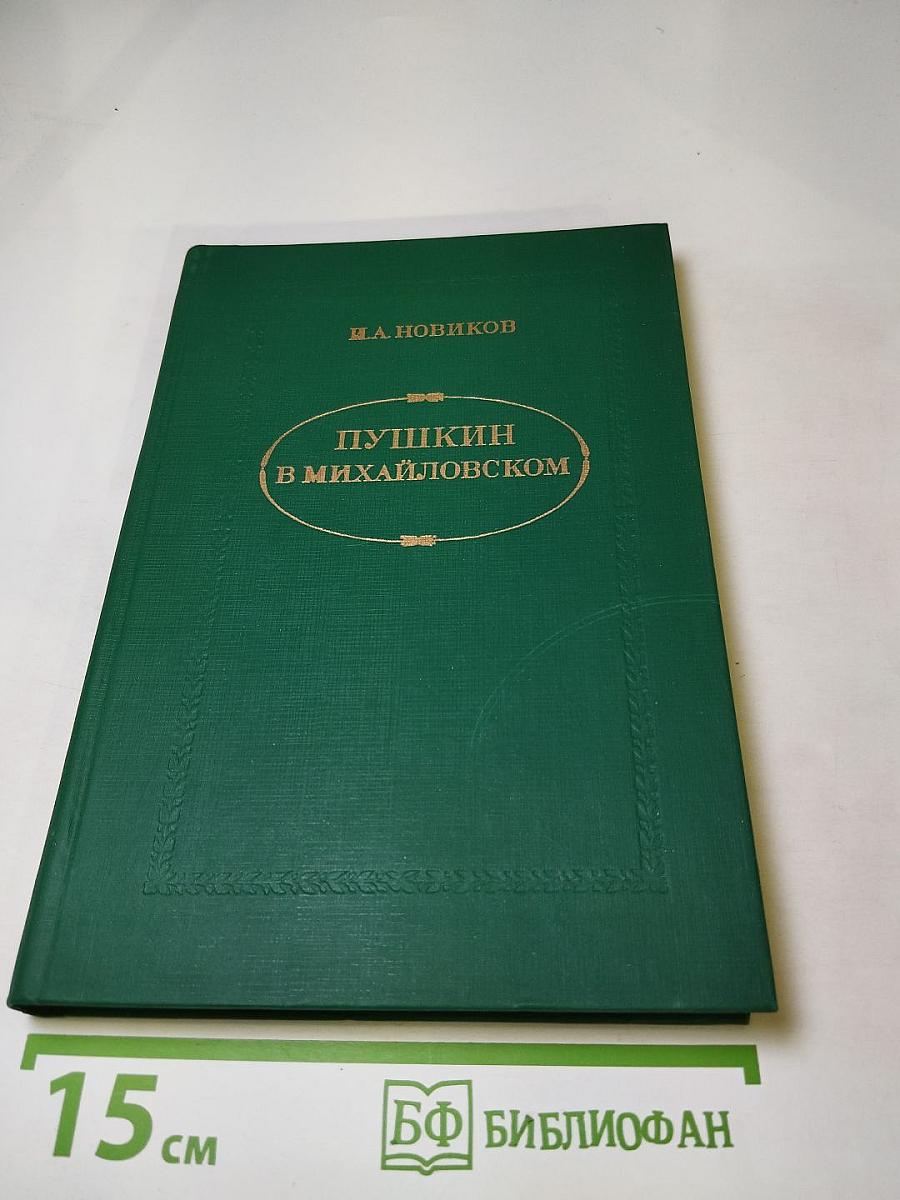 И.А. НОВИКОВ
ПУШКИН
В МИХАЙЛОВСКОМ
15 см
БФ БИБЛИОФАН